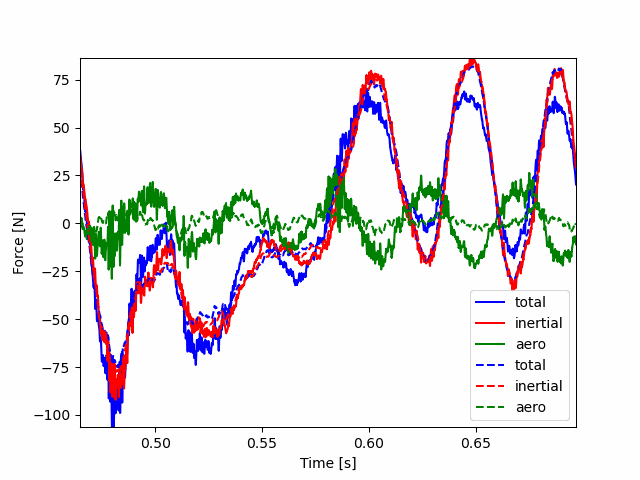 75
50
25
0
−25
−50
−75
−100
Force [N]
0.50 0.55 0.60 0.65
Time [s]
total
inertial
aero
total
inertial
aero